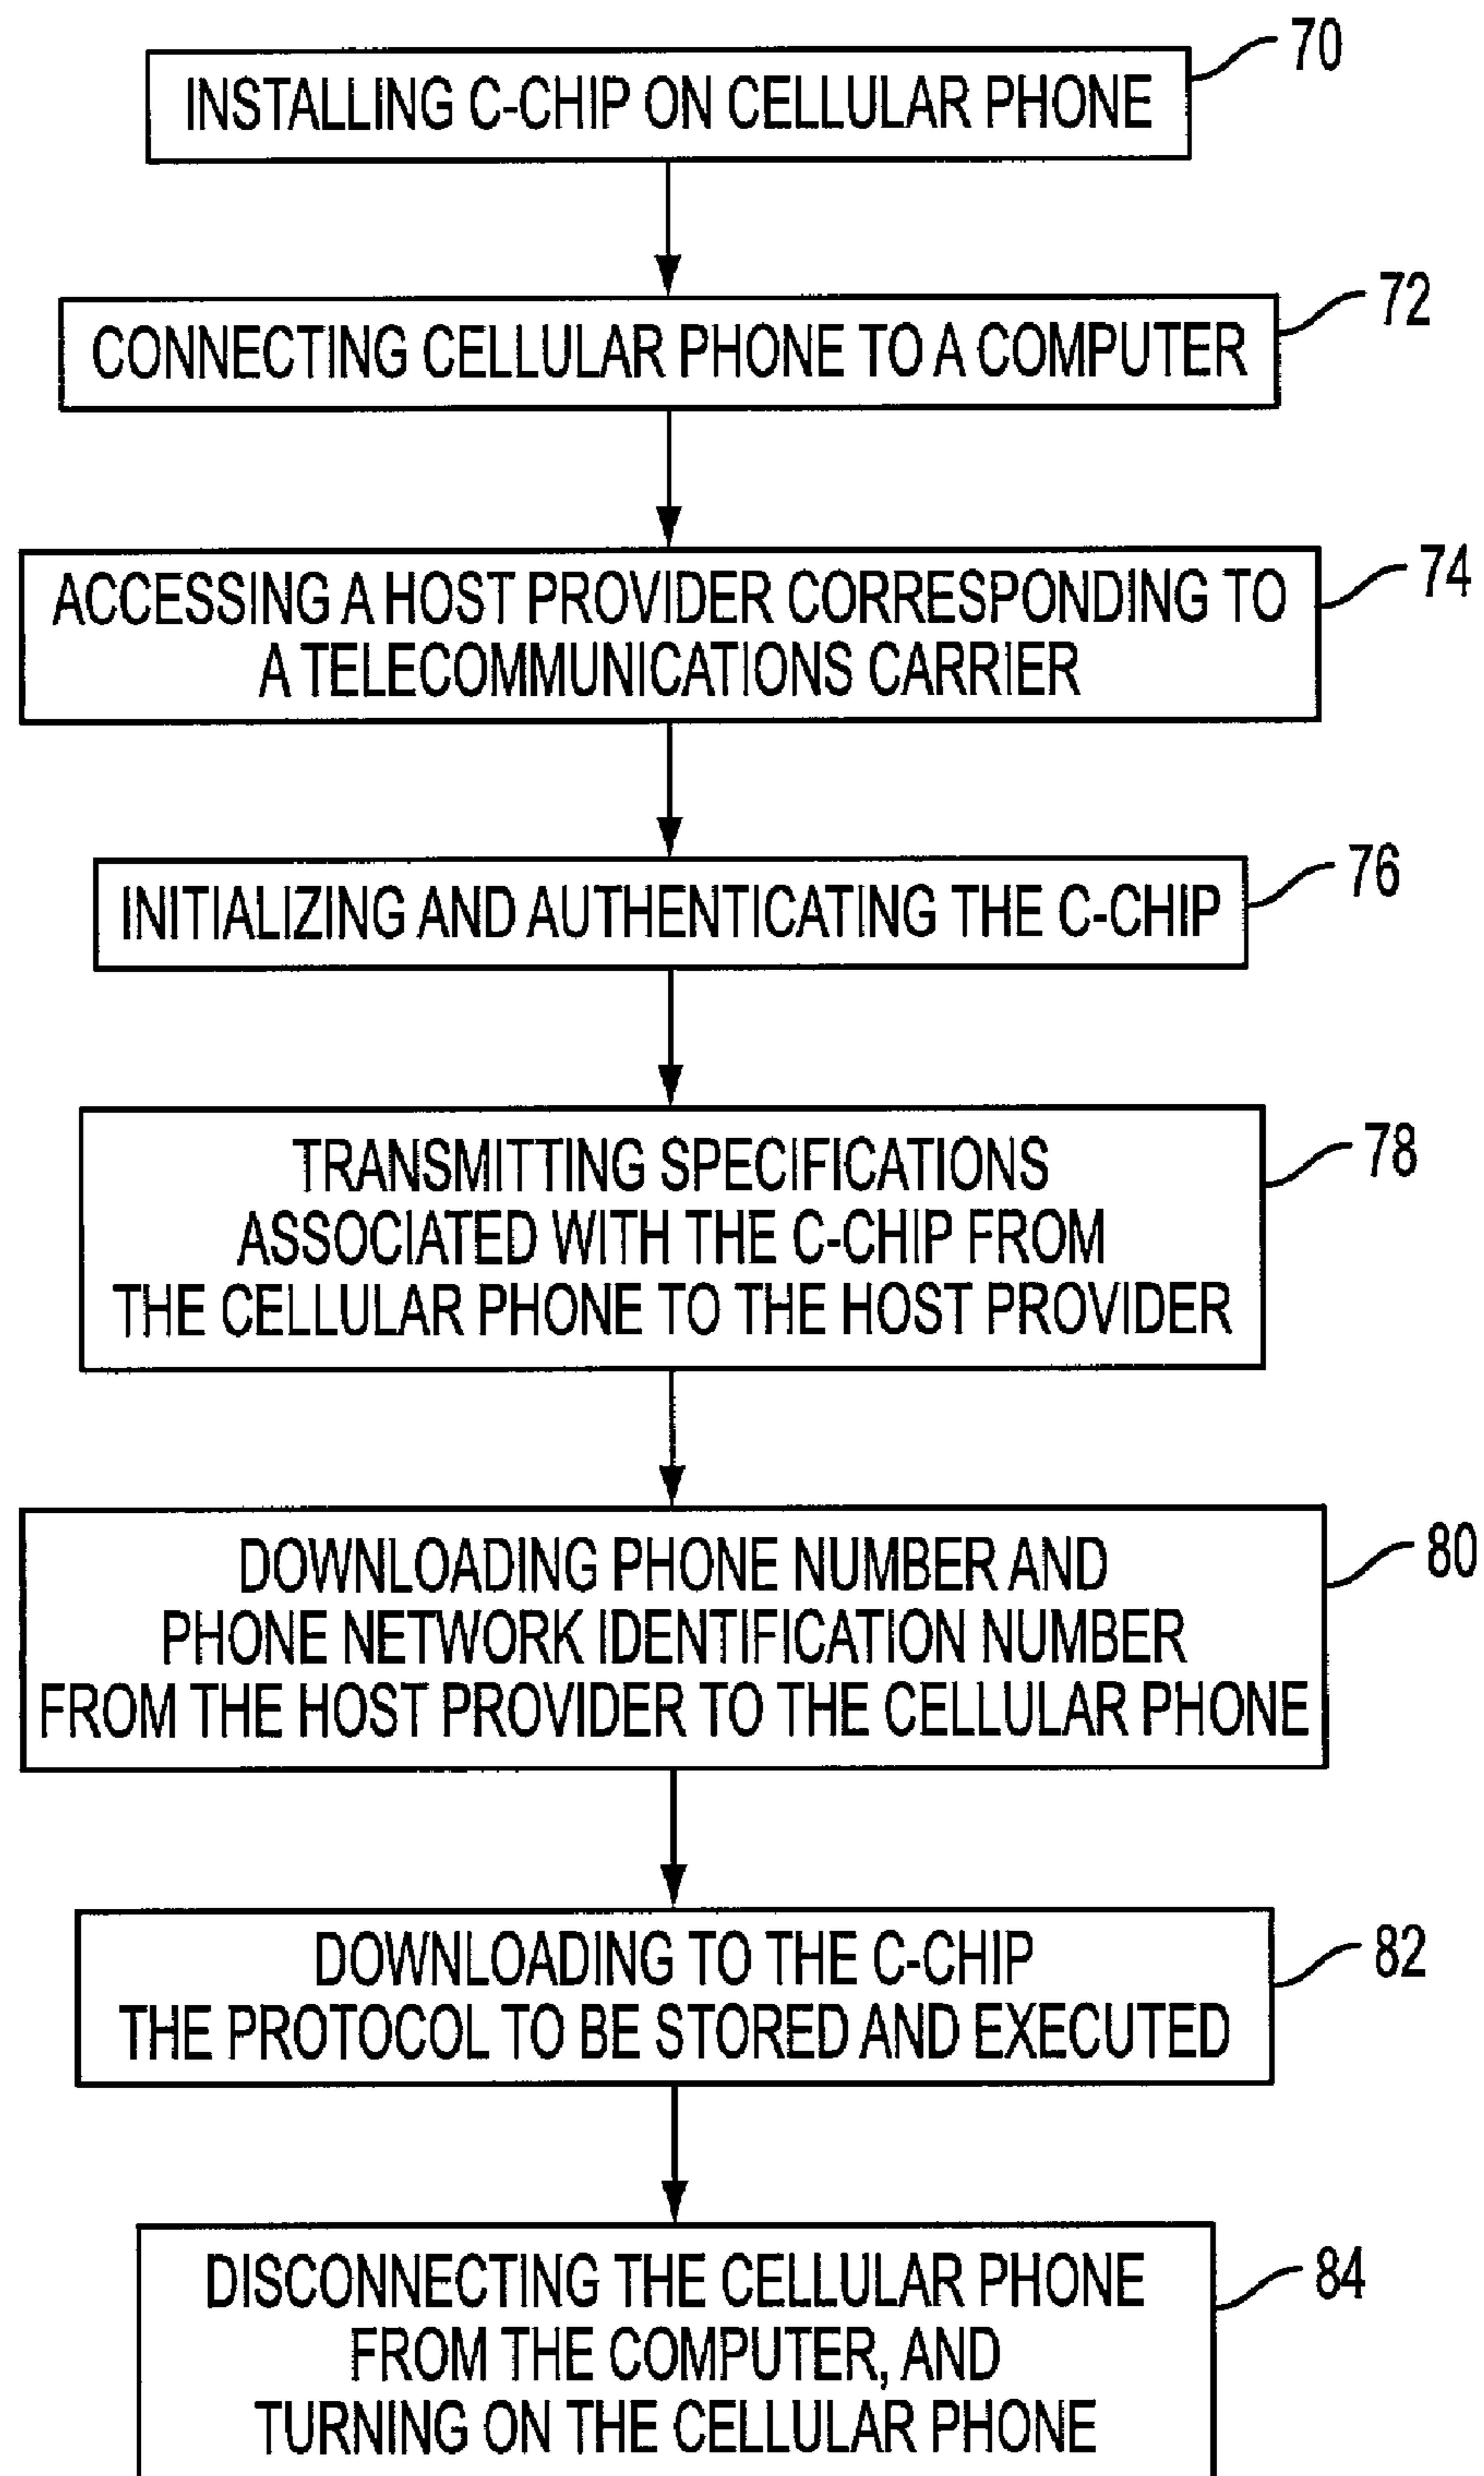 70
INSTALLING C-CHIP ON CELLULAR PHONE
72
CONNECTING CELLULAR PHONE TO A COMPUTER
74
ACCESSING A HOST PROVIDER CORRESPONDING TO
A TELECOMMUNICATIONS CARRIER
76
INITIALIZING AND AUTHENTICATING THE C-CHIP
78
TRANSMITTING SPECIFICATIONS
ASSOCIATED WITH THE C-CHIP FROM
THE CELLULAR PHONE TO THE HOST PROVIDER
80
DOWNLOADING PHONE NUMBER AND
PHONE NETWORK IDENTIFICATION NUMBER
FROM THE HOST PROVIDER TO THE CELLULAR PHONE
82
DOWNLOADING TO THE C-CHIP
THE PROTOCOL TO BE STORED AND EXECUTED
84
DISCONNECTING THE CELLULAR PHONE
FROM THE COMPUTER, AND
TURNING ON THE CELLULAR PHONE